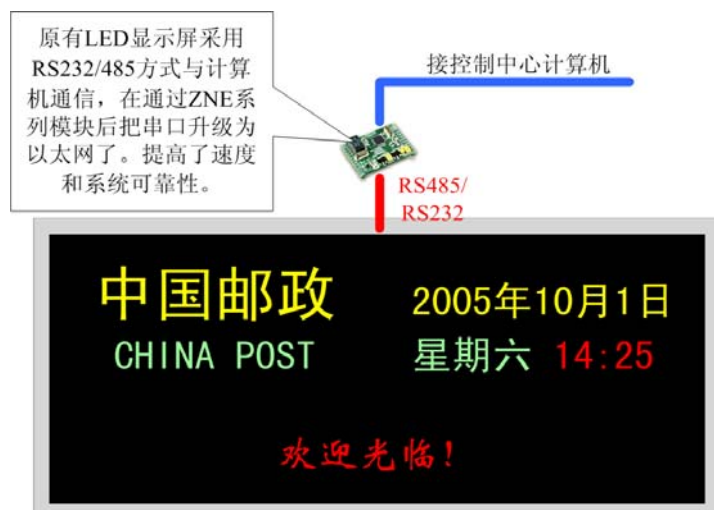 原有LED显示屏采用
RS232/485方式与计算
机通信，在通过ZNE系
列模块后把串口升级为
以太网了。提高了速度
和系统可靠性。
接控制中心计算机
RS485/
RS232
中国邮政 2005年10月1日
CHINA POST 星期六 14:25
欢迎光临!